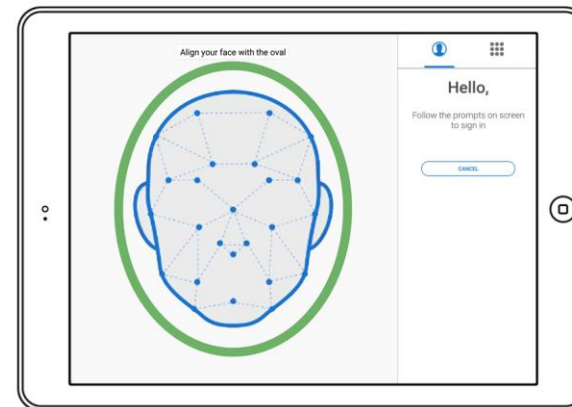 Align your face with the oval
Hello,
Follow the prompts on screen
to sign in
CANCEL